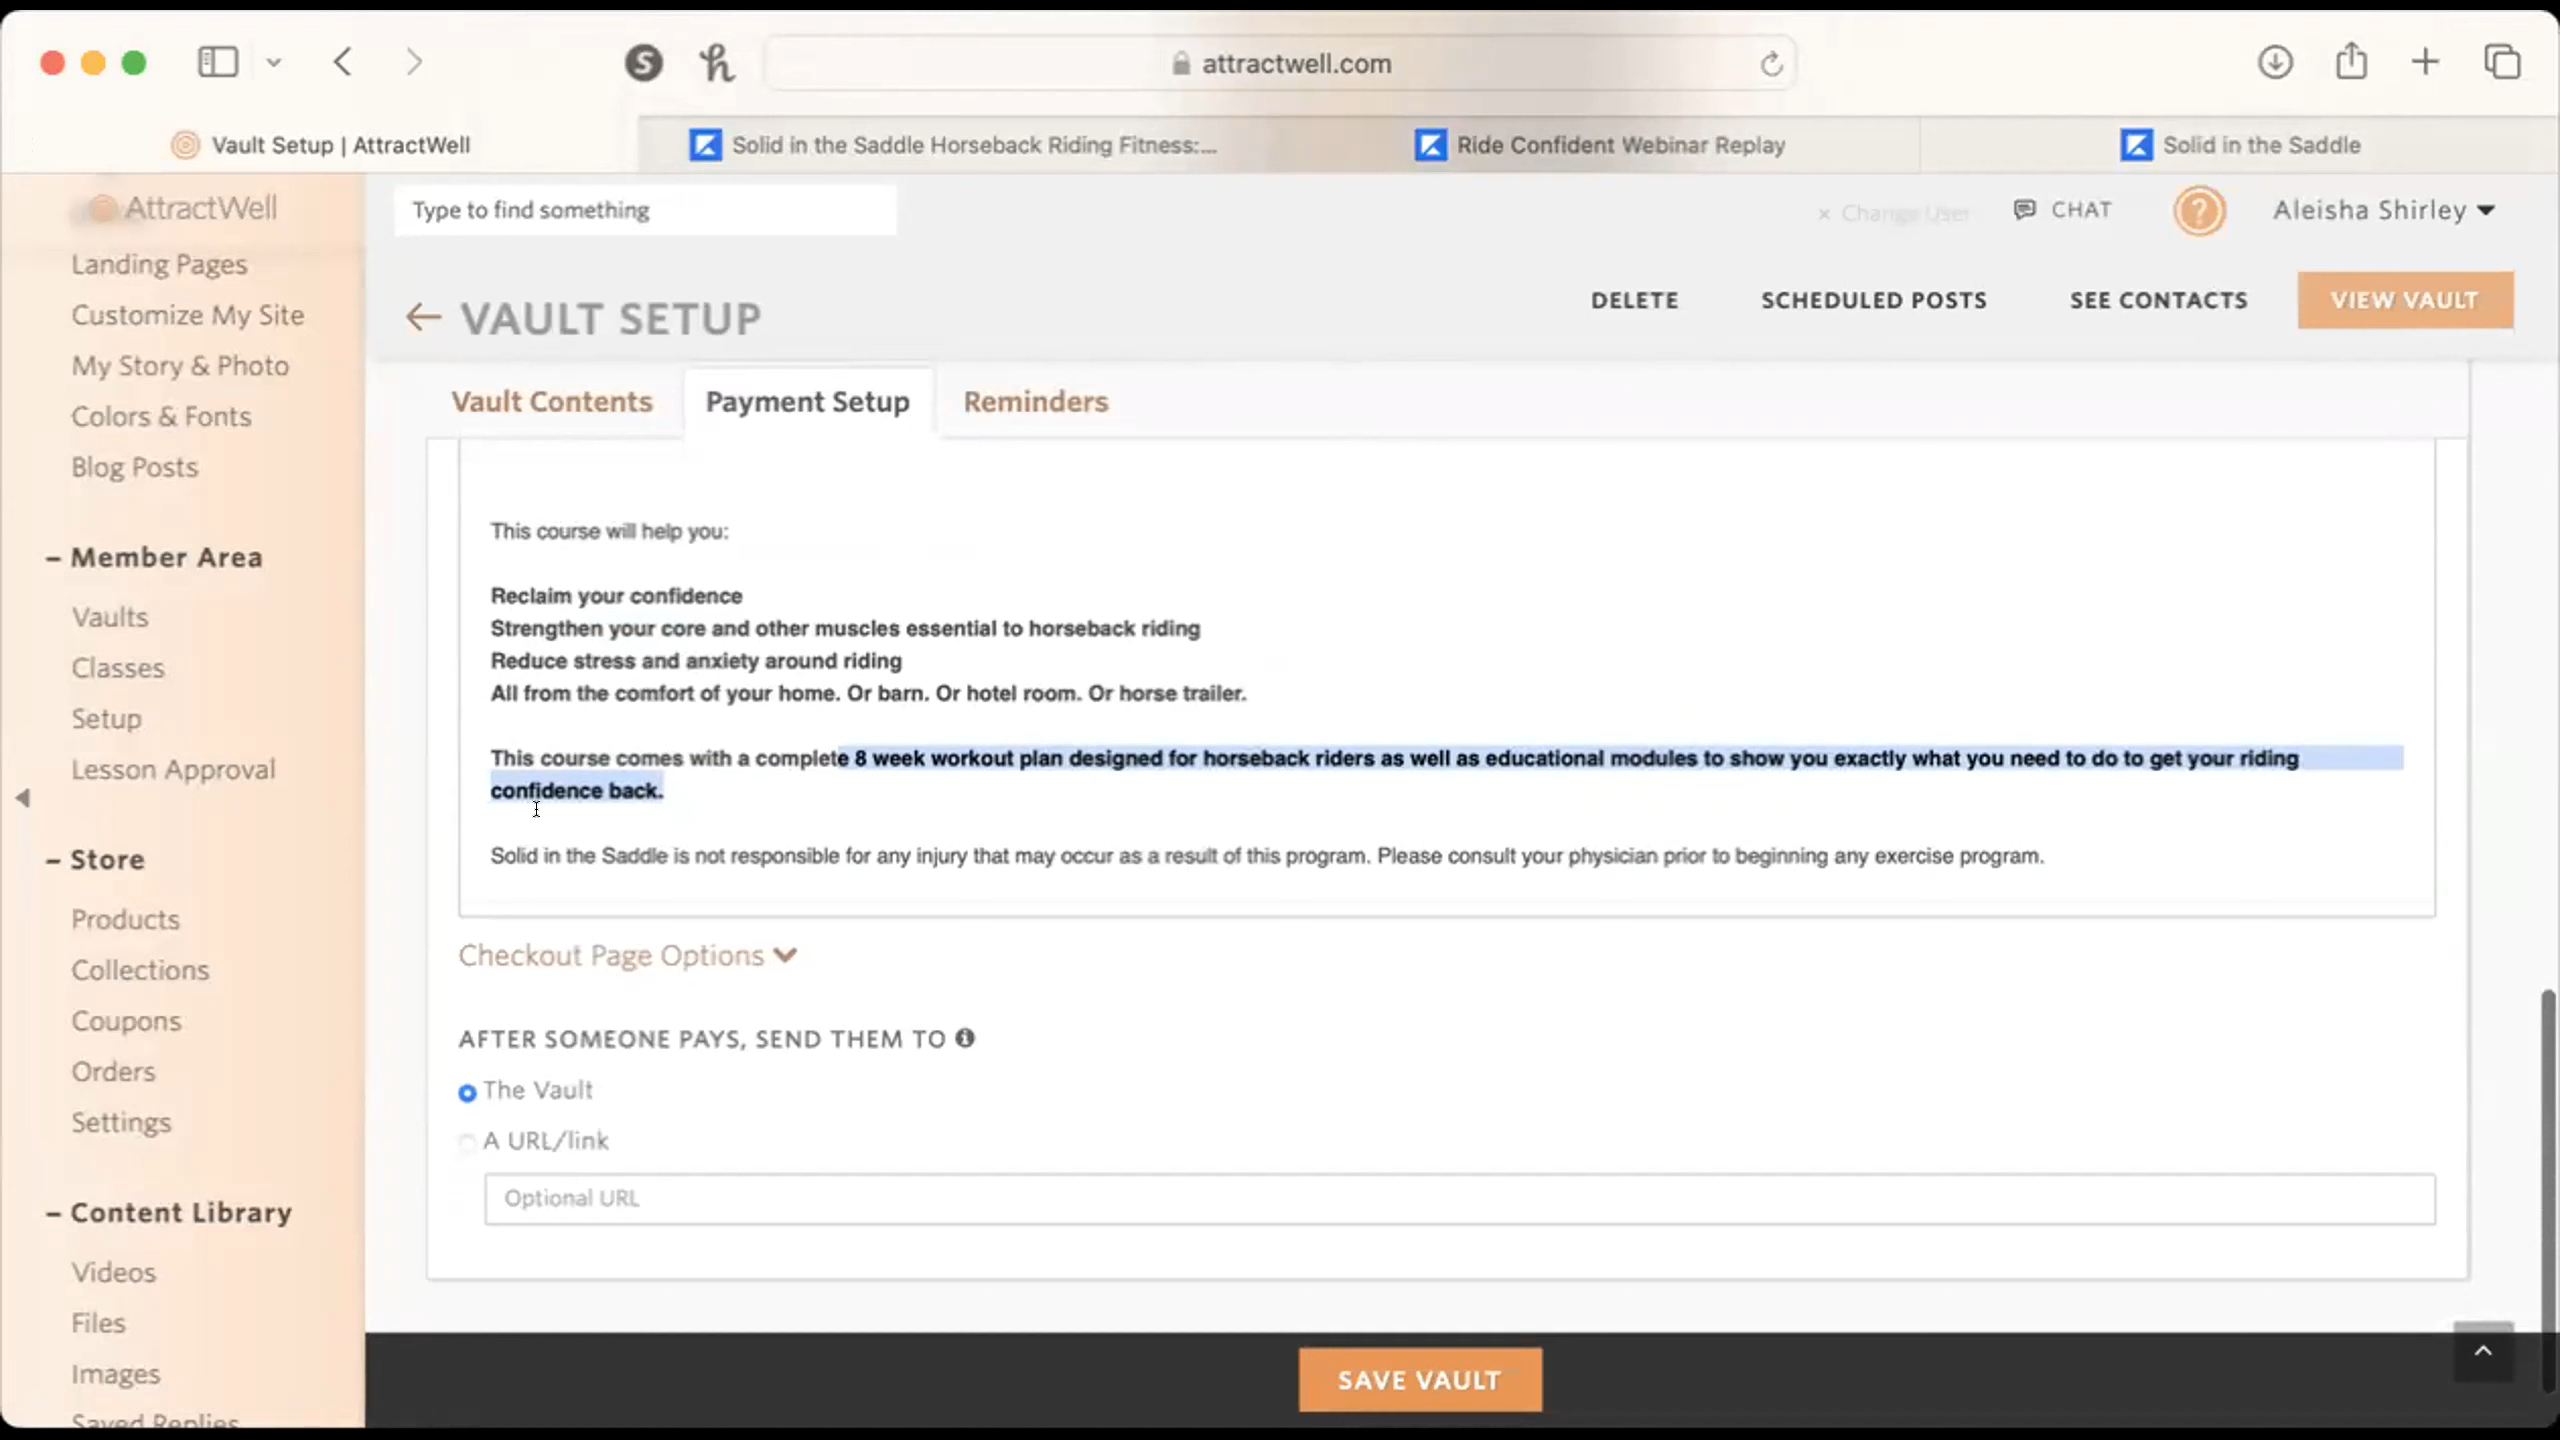 attractwell.com
Vault Setup | AttractWell
Solid in the Saddle Horseback Riding Fitness:...
Ride Confident Webinar Replay
Solid in the Saddle
AttractWell
Type to find something
× Change User
CHAT
?
Aleisha Shirley
VAULT SETUP
DELETE
SCHEDULED POSTS
SEE CONTACTS
VIEW VAULT
Landing Pages
Customize My Site
My Story & Photo
Colors & Fonts
Blog Posts
– Member Area
Vaults
Classes
Setup
Lesson Approval
– Store
Products
Collections
Coupons
Orders
Settings
– Content Library
Videos
Files
Images
Saved Replies
Vault Contents
Payment Setup
Reminders
This course will help you:
Reclaim your confidence
Strengthen your core and other muscles essential to horseback riding
Reduce stress and anxiety around riding
All from the comfort of your home. Or barn. Or hotel room. Or horse trailer.
This course comes with a complete 8 week workout plan designed for horseback riders as well as educational modules to show you exactly what you need to do to get your riding
confidence back.
Solid in the Saddle is not responsible for any injury that may occur as a result of this program. Please consult your physician prior to beginning any exercise program.
Checkout Page Options
AFTER SOMEONE PAYS, SEND THEM TO
The Vault
A URL/link
Optional URL
SAVE VAULT